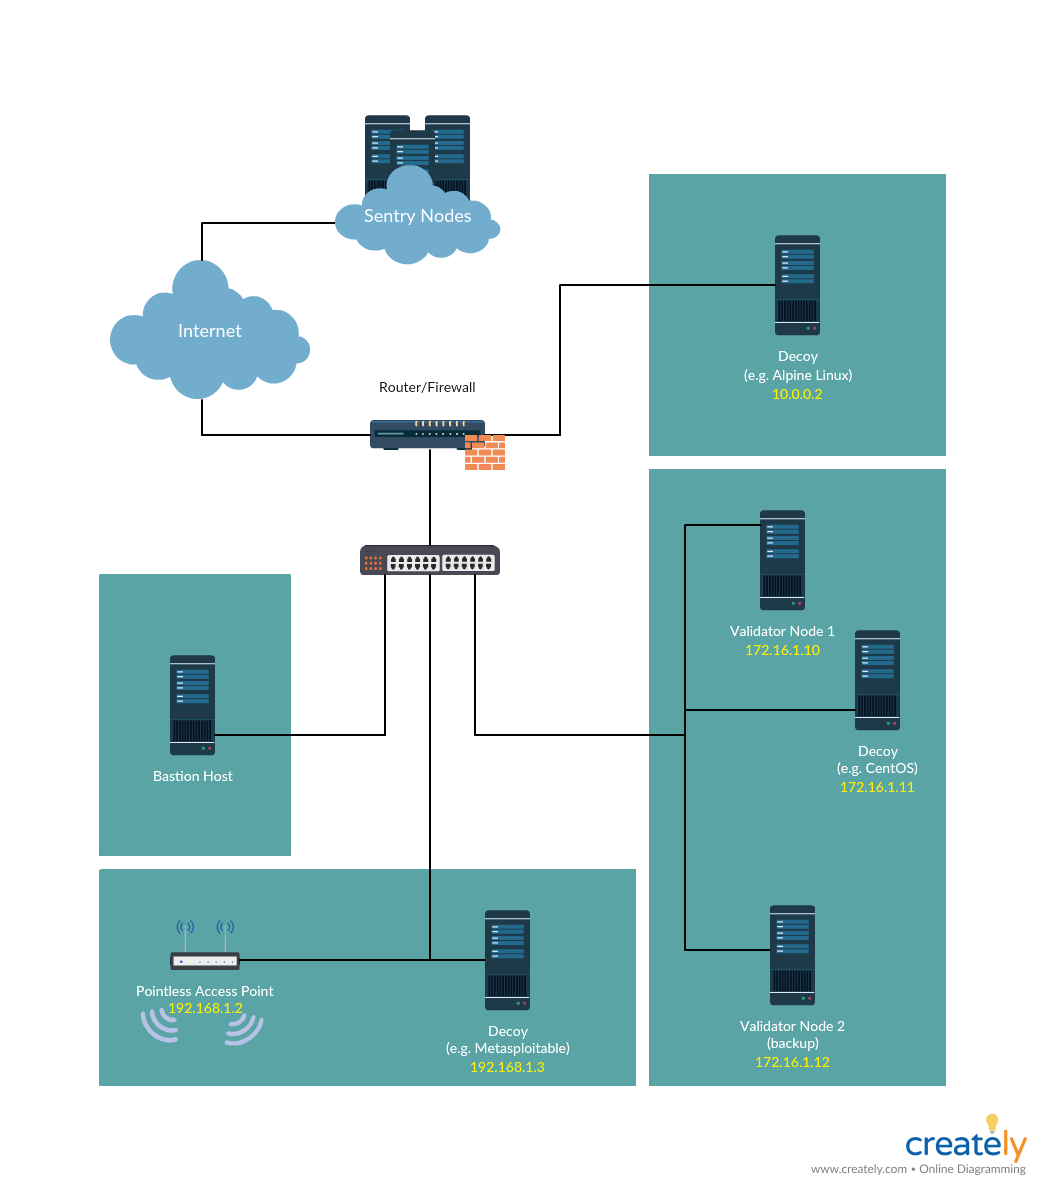 Sentry Nodes
Internet
Router/Firewall
Decoy
(e.g. Alpine Linux)
10.0.0.2
Validator Node 1
172.16.1.10
Decoy
(e.g. CentOS)
172.16.1.11
Bastion Host
Pointless Access Point
192.168.1.2
Decoy
(e.g. Metasploitable)
192.168.1.3
Validator Node 2
(backup)
172.16.1.12
creately
www.creately.com • Online Diagramming